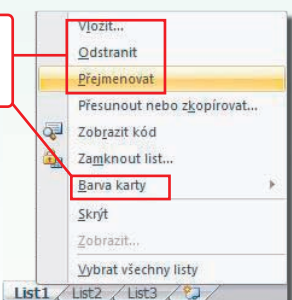 Vložit...
Odstranit
Přejmenovat
Přesunout nebo zkopírovat...
Zobrazit kód
Zamknout list...
Barva karty
Skrýt
Zobrazit...
Vybrat všechny listy
List1 List2 List3